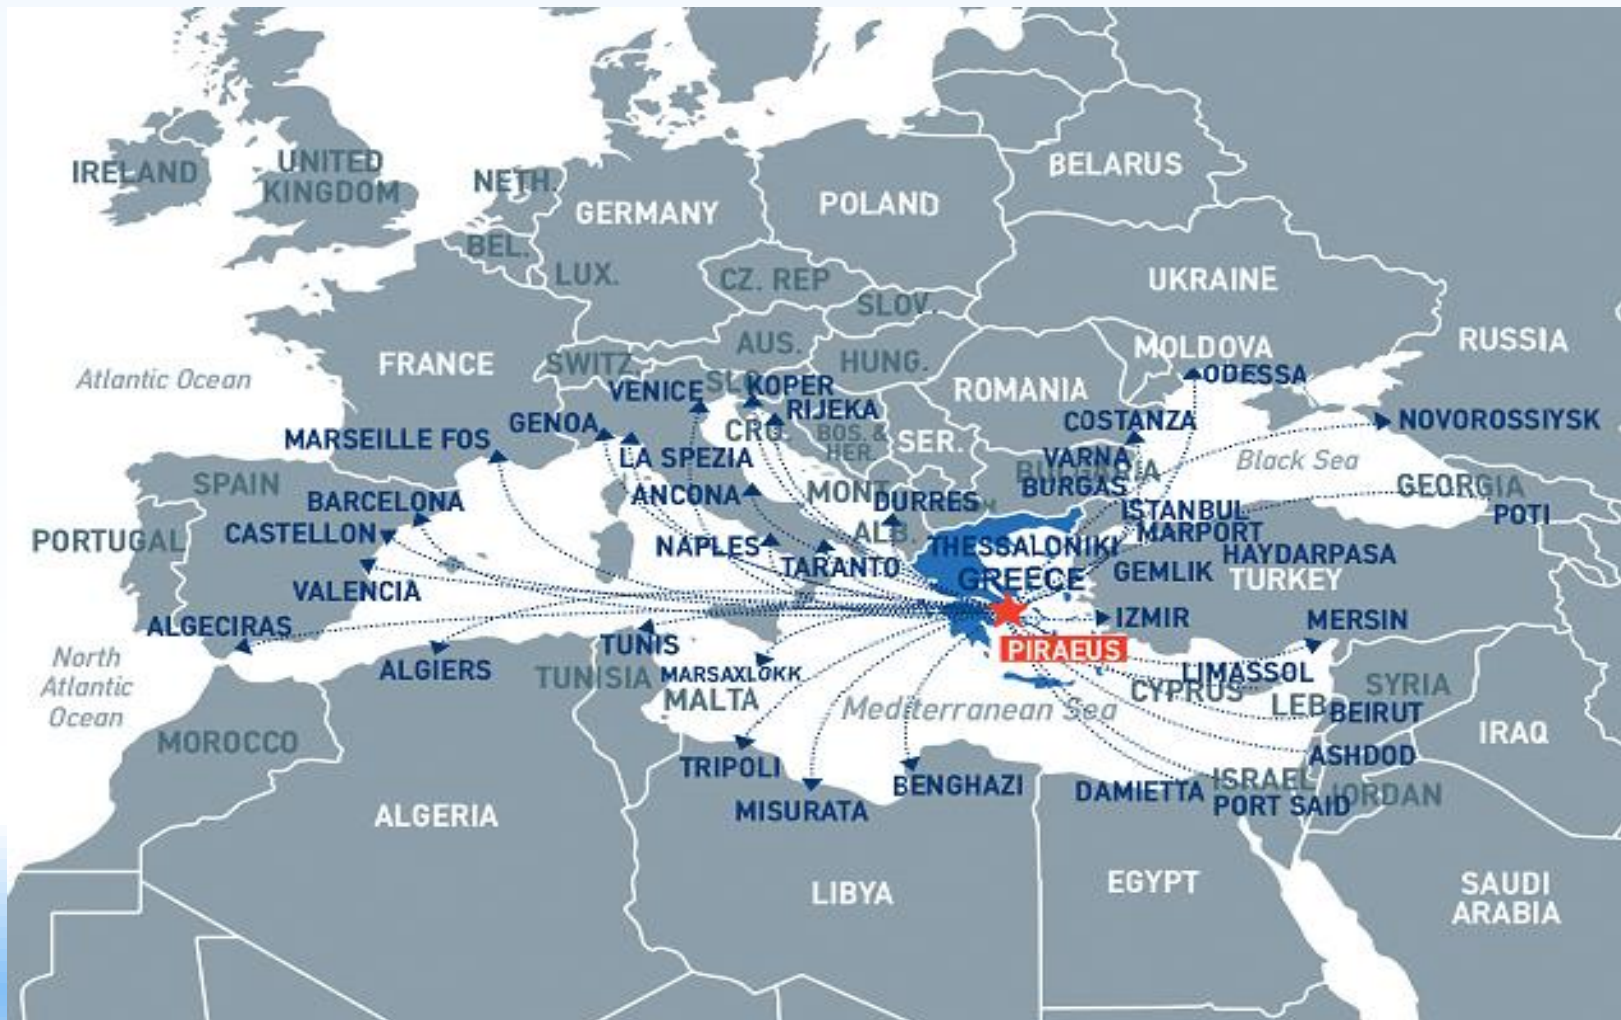 IRELAND
UNITED
KINGDOM
NETH.
GERMANY
POLAND
BELARUS
BEL.
LUX.
CZ. REP
SLOV.
UKRAINE
FRANCE
SWITZ.
AUS.
HUNG.
MOLDOVA
RUSSIA
Atlantic Ocean
VENICE
SLO.
KOPER
ROMANIA
ODESSA
RIJEKA
GENOA
COSTANZA
NOVOROSSIYSK
MARSEILLE FOS
CRO.
BOS. &
HER.
SER.
LA SPEZIA
VARNA
BULGARIA
Black Sea
SPAIN
BARCELONA
ANCONA
MONT.
DURRES
BURGAS
GEORGIA
ISTANBUL
POTI
CASTELLON
ALB.
MARPORT
PORTUGAL
NAPLES
THESSALONIKI
HAYDARPASA
TARANTO
GREECE
GEMLIK
TURKEY
VALENCIA
ALGECIRAS
IZMIR
MERSIN
TUNIS
PIRAEUS
North
Atlantic
Ocean
ALGIERS
TUNISIA
MARSAXLOKK
MALTA
LIMASSOL
CYPRUS
SYRIA
LEB.
BEIRUT
Mediterranean Sea
MOROCCO
IRAQ
TRIPOLI
ASHDOD
BENGHAZI
ISRAEL
DAMIETTA
PORT SAID
JORDAN
MISURATA
ALGERIA
LIBYA
EGYPT
SAUDI
ARABIA